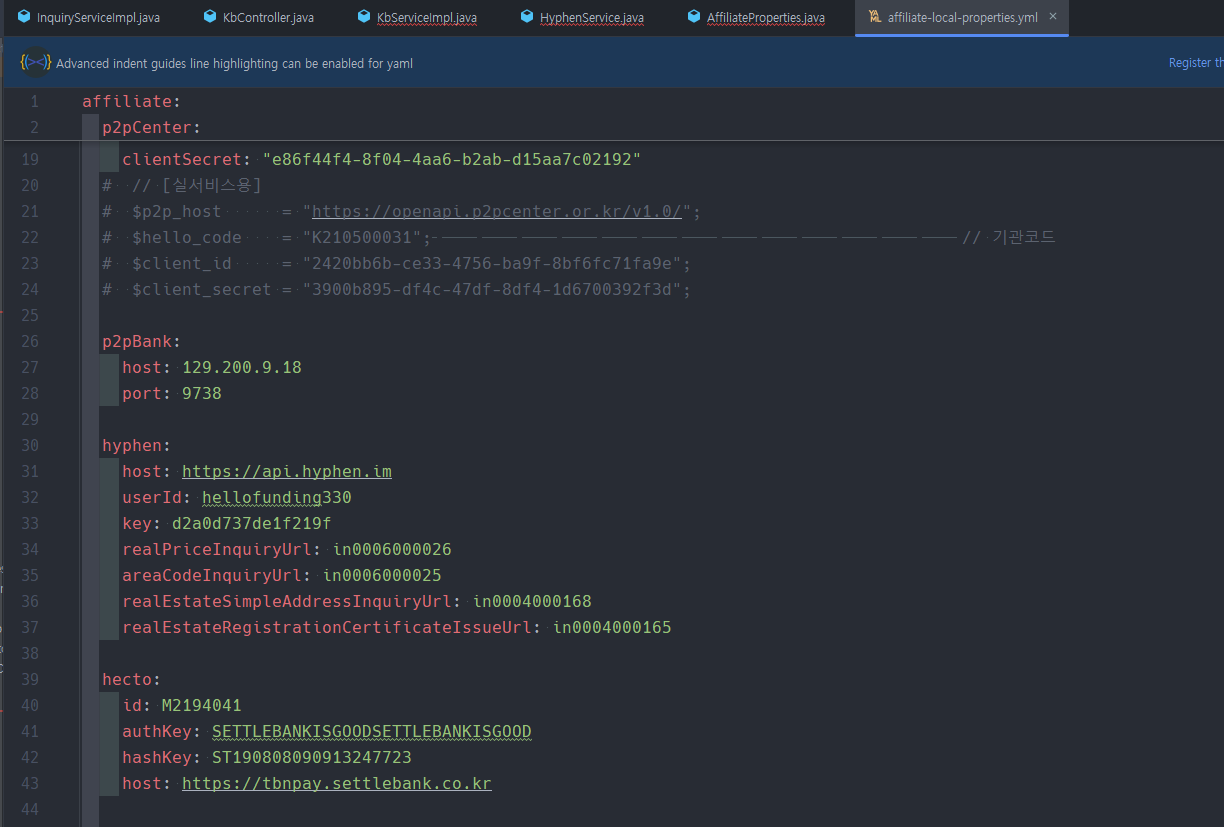 InquiryServiceImpl.java KbController.java KbServiceImpl.java HyphenService.java AffiliateProperties.java affiliate-local-properties.yml
Advanced indent guides line highlighting can be enabled for yaml Register th
1 affiliate:
2 p2pCenter:
19 clientSecret: "e86f44f4-8f04-4aa6-b2ab-d15aa7c02192"
20 # // [실서비스용]
21 # $p2p_host = "https://openapi.p2pcenter.or.kr/v1.0/";
22 # $hello_code = "K210500031"; // 기관코드
23 # $client_id = "2420bb6b-ce33-4756-ba9f-8bf6fc71fa9e";
24 # $client_secret = "3900b895-df4c-47df-8df4-1d6700392f3d";
25
26 p2pBank:
27 host: 129.200.9.18
28 port: 9738
29
30 hyphen:
31 host: https://api.hyphen.im
32 userId: hellofunding330
33 key: d2a0d737de1f219f
34 realPriceInquiryUrl: in0006000026
35 areaCodeInquiryUrl: in0006000025
36 realEstateSimpleAddressInquiryUrl: in0004000168
37 realEstateRegistrationCertificateIssueUrl: in0004000165
38
39 hecto:
40 id: M2194041
41 authKey: SETTLEBANKISGOODSETTLEBANKISGOOD
42 hashKey: ST190808090913247723
43 host: https://tbnpay.settlebank.co.kr
44